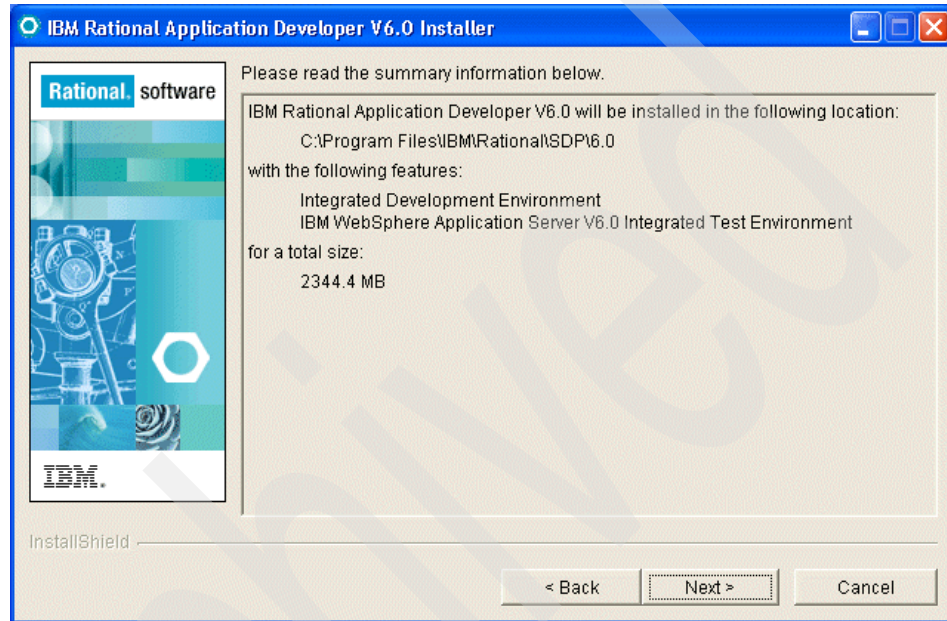 IBM Rational Application Developer V6.0 Installer
Rational. software
Please read the summary information below.
IBM Rational Application Developer V6.0 will be installed in the following location:
C:\Program Files\IBM\Rational\SDP\6.0
with the following features:
Integrated Development Environment
IBM WebSphere Application Server V6.0 Integrated Test Environment
for a total size:
2344.4 MB
IBM.
InstallShield
< Back
Next >
Cancel